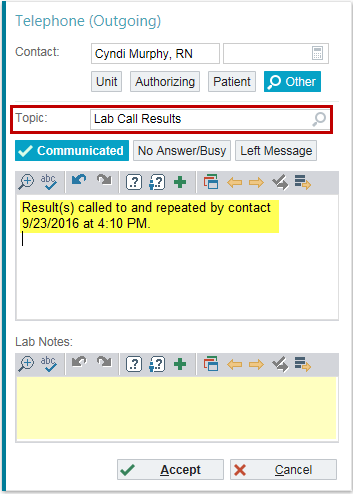 Telephone (Outgoing)
Contact: Cyndi Murphy, RN
Unit Authorizing Patient Other
Topic: Lab Call Results
Communicated No Answer/Busy Left Message
abc ? ?
Result(s) called to and repeated by contact
9/23/2016 at 4:10 PM.
Lab Notes:
abc ? ?
Accept Cancel